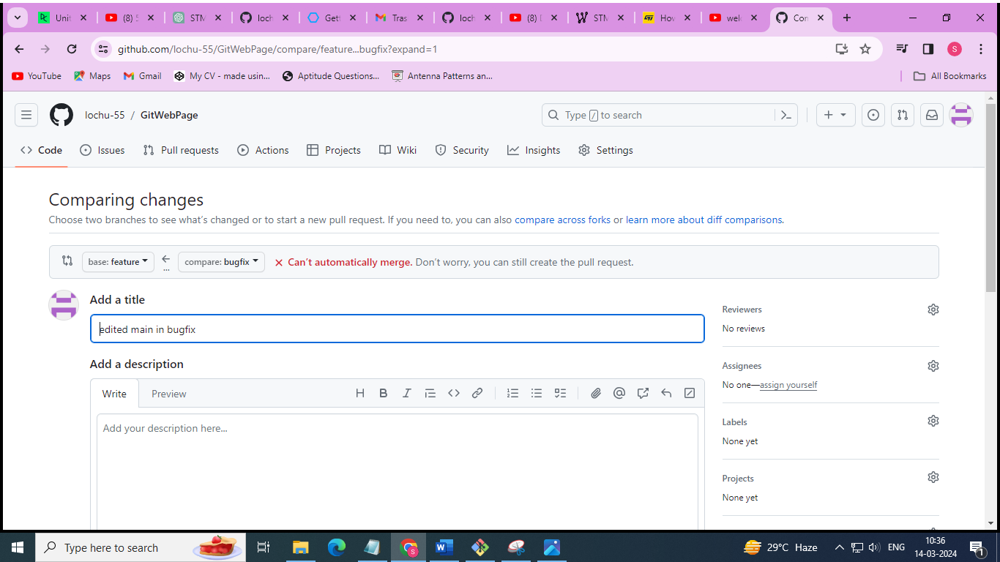 Unit (8) 5 STM loch Gett Tras loch (8) STM How welc Com
github.com/lochu-55/GitWebPage/compare/feature...bugfix?expand=1
S
YouTube Maps Gmail My CV - made usin... Aptitude Questions... Antenna Patterns an... All Bookmarks
lochu-55 / GitWebPage Type / to search
Code Issues Pull requests Actions Projects Wiki Security Insights Settings
Comparing changes
Choose two branches to see what's changed or to start a new pull request. If you need to, you can also compare across forks or learn more about diff comparisons.
base: feature compare: bugfix Can't automatically merge. Don't worry, you can still create the pull request.
Add a title
edited main in bugfix
Add a description
Write Preview
Add your description here...
Reviewers
No reviews
Assignees
No one—assign yourself
Labels
None yet
Projects
None yet
Type here to search
29°C Haze
ENG
10:36
14-03-2024
1